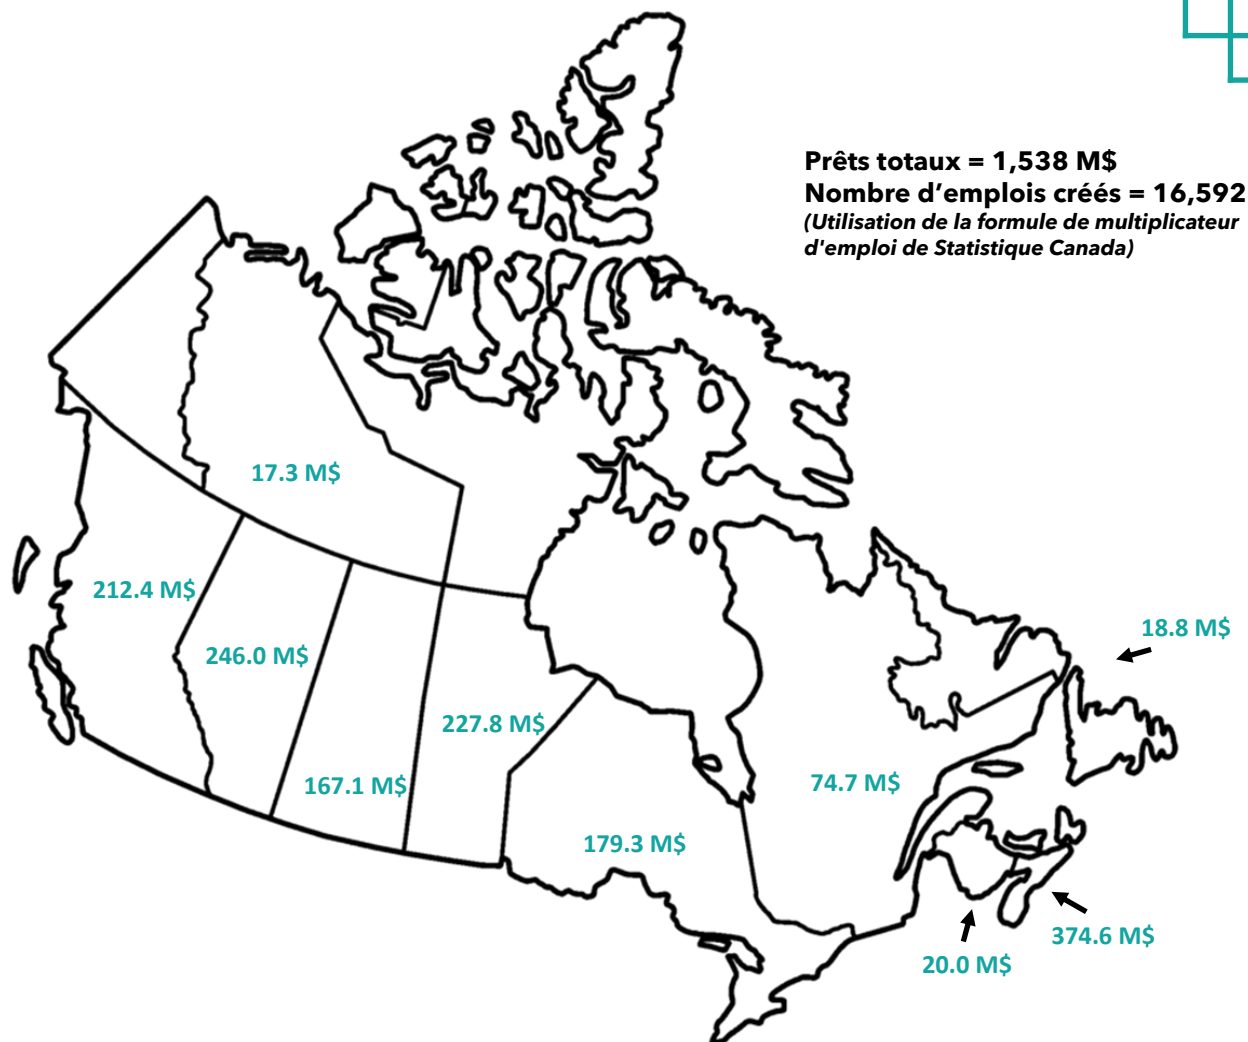 Prêts totaux = 1,538 M$
Nombre d’emplois créés = 16,592
(Utilisation de la formule de multiplicateur
d'emploi de Statistique Canada)
17.3 M$
212.4 M$
18.8 M$
246.0 M$
227.8 M$
167.1 M$
74.7 M$
179.3 M$
374.6 M$
20.0 M$